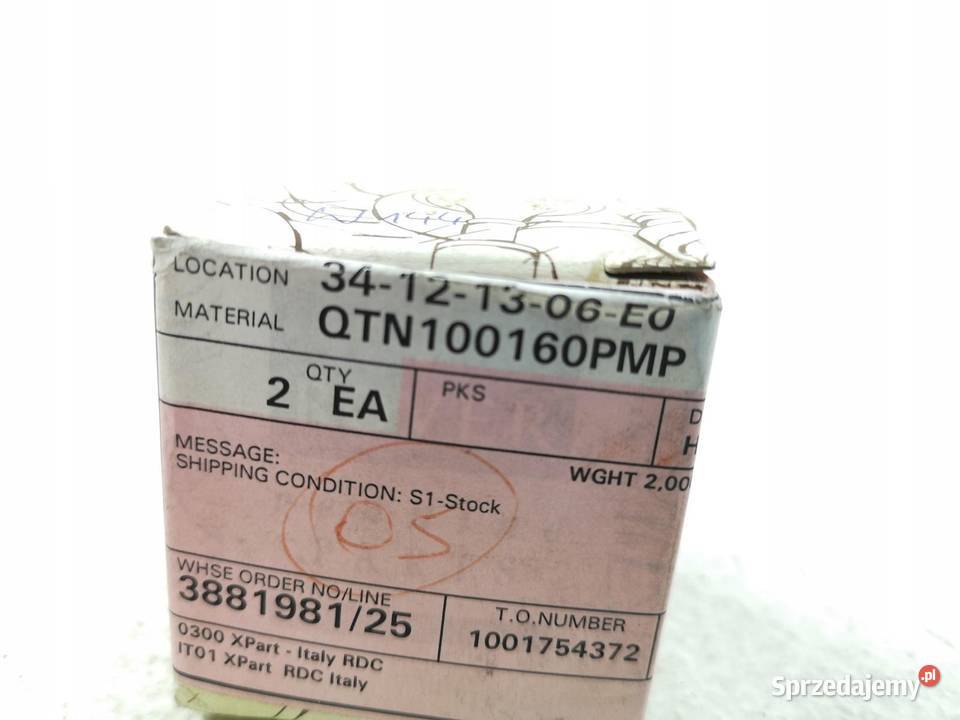 LOCATION 34-12-13-06-E0
MATERIAL QTN100160PMP
QTY
2 EA
PKS
D
H
MESSAGE:
SHIPPING CONDITION: S1-Stock
WGHT 2,00
OS
WHSE ORDER NO/LINE
3881981/25
T.O.NUMBER
1001754372
0300 XPart - Italy RDC
IT01 XPart RDC Italy
Sprzedajemy.pl